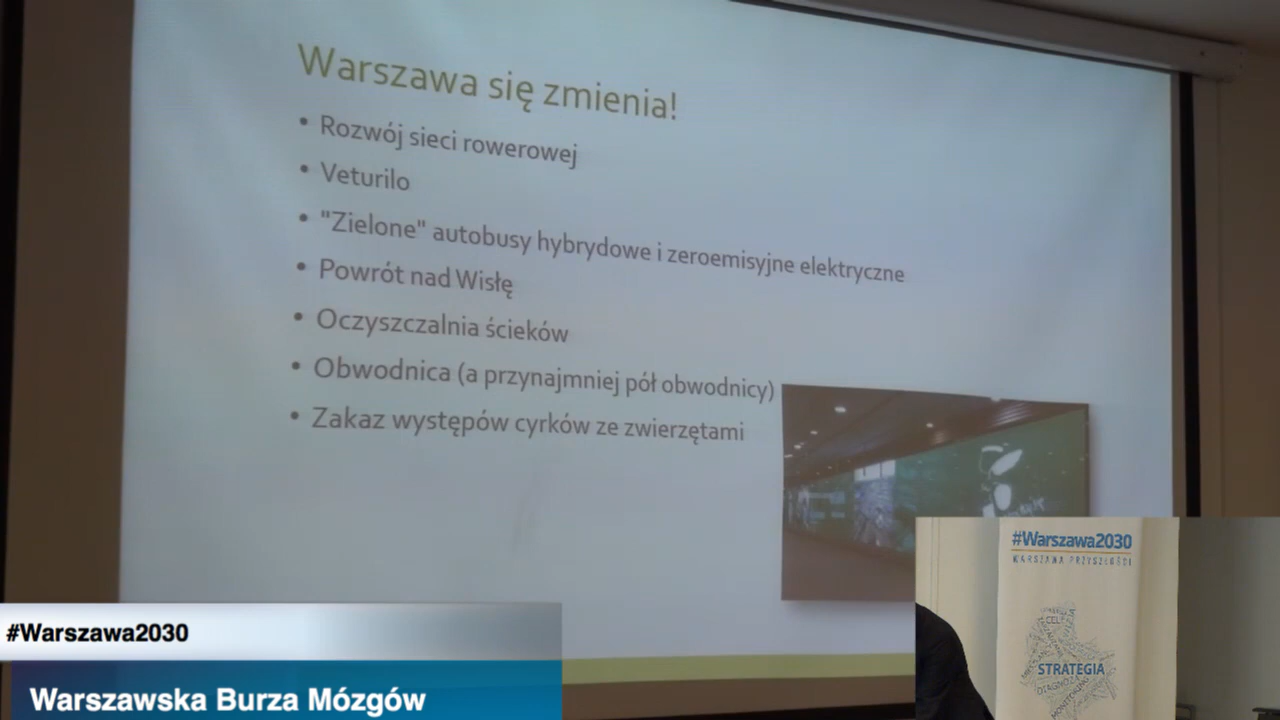 Warszawa się zmienia!
• Rozwój sieci rowerowej
• Veturilo
• "Zielone" autobusy hybrydowe i zeroemisyjne elektryczne
• Powrót nad Wisłę
• Oczyszczalnia ścieków
• Obwodnica (a przynajmniej pół obwodnicy)
• Zakaz występów cyrków ze zwierzętami
#Warszawa2030
WARSZAWA PRZYSZŁOŚCI
CEL
STRATEGIA
#Warszawa2030
Warszawska Burza Mózgów